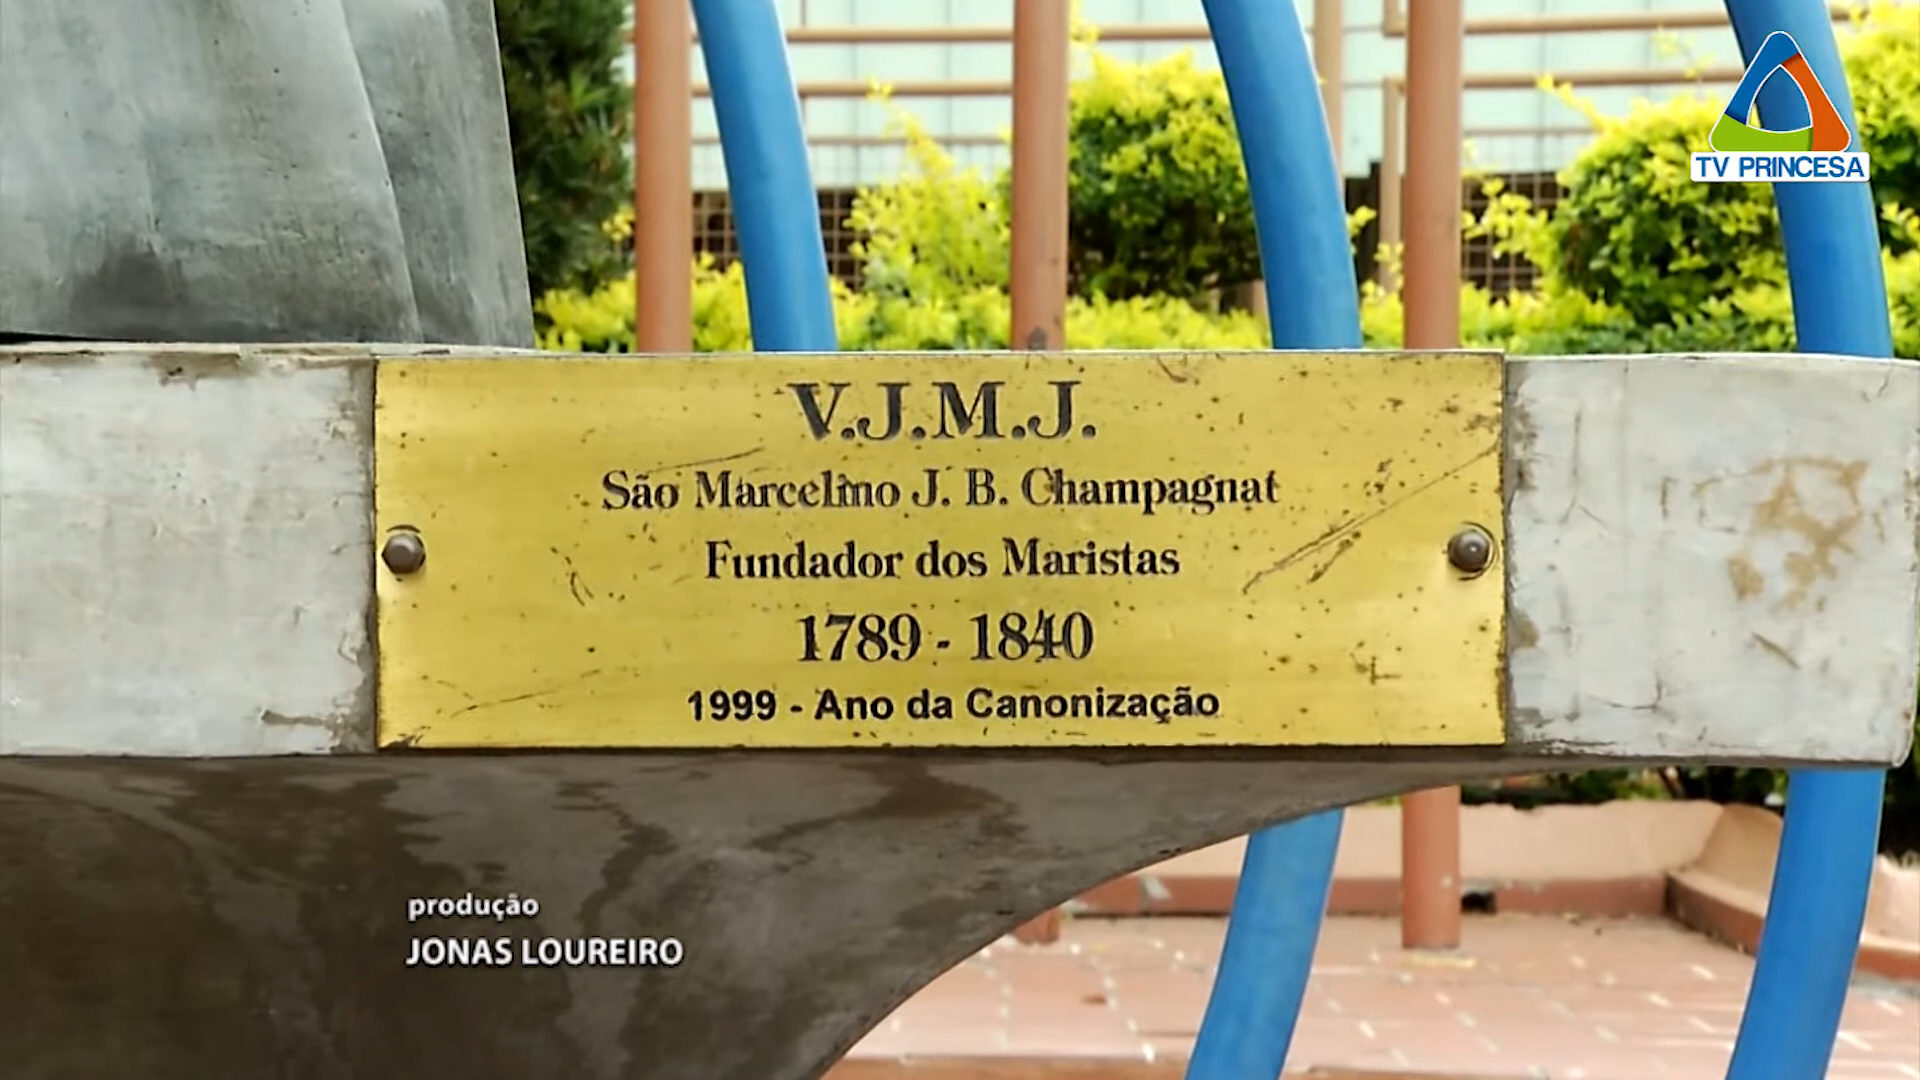 TV PRINCESA
V.J.M.J.
São Marcelino J. B. Champagnat
Fundador dos Maristas
1789 - 1840
1999 - Ano da Canonização
produção
JONAS LOUREIRO